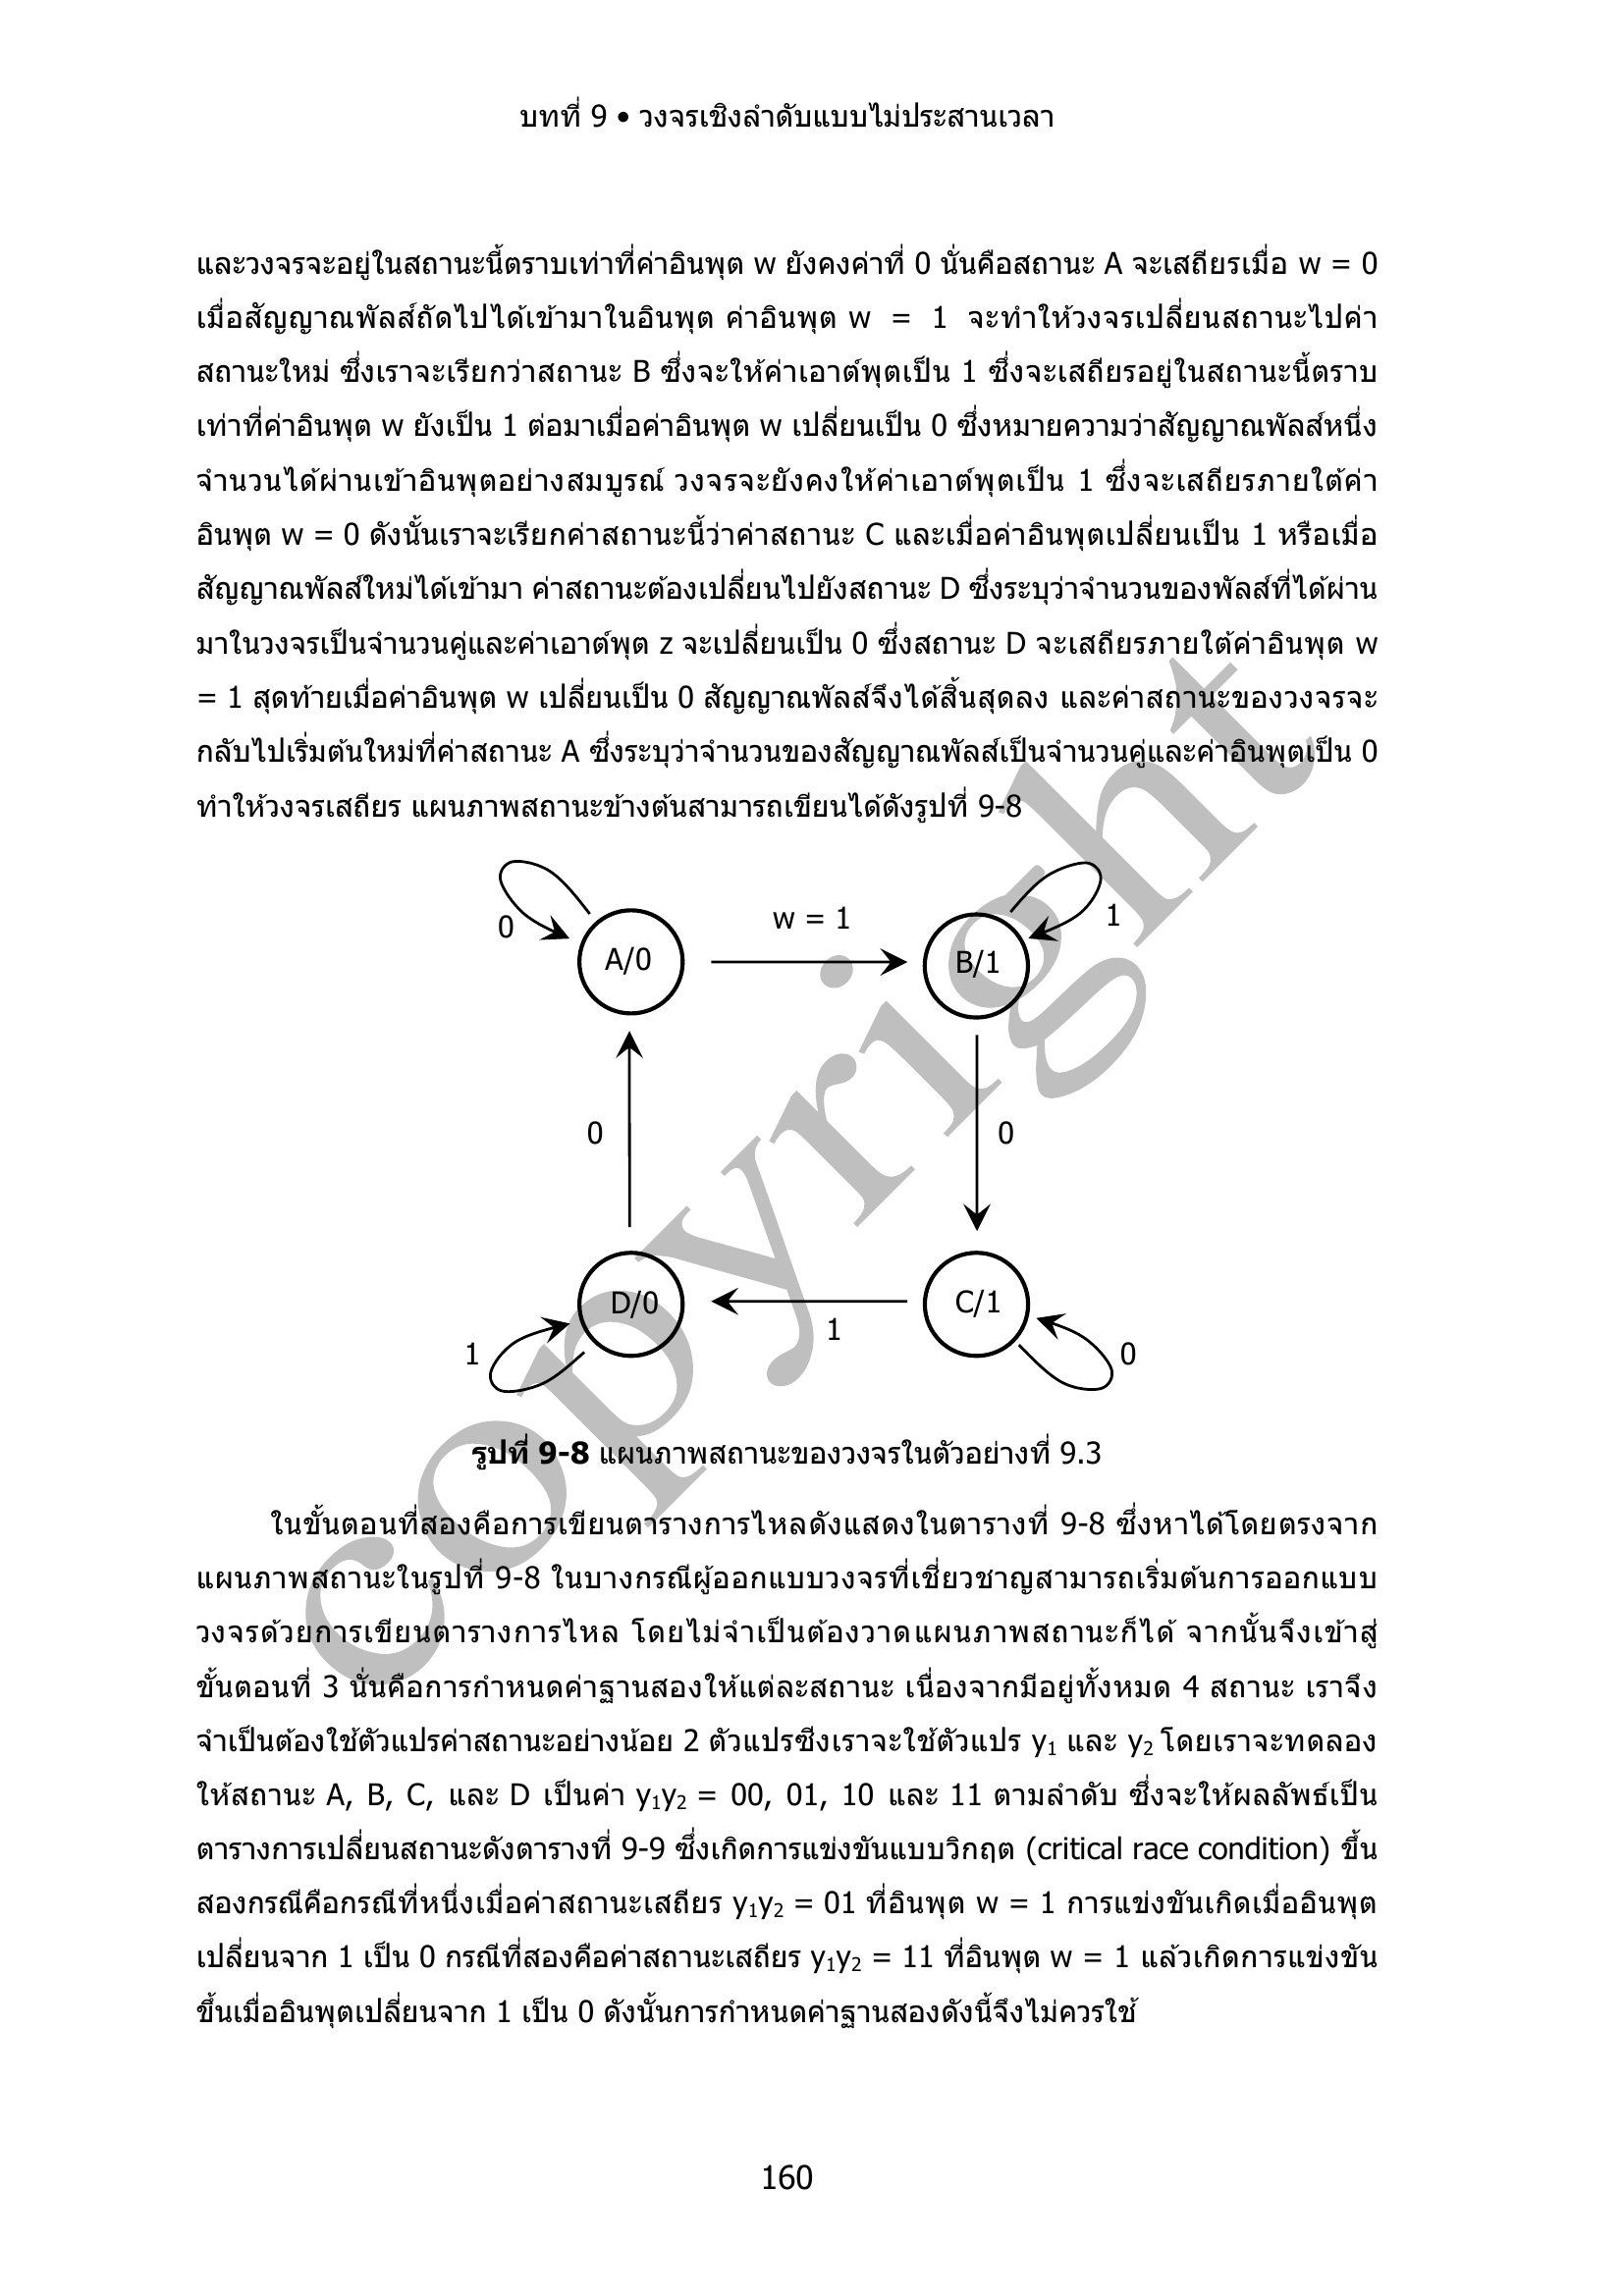 บทที่ 9 • วงจรเชิงลำดับแบบไม่ประสานเวลา
และวงจรจะอยู่ในสถานะนี้ตราบเท่าที่ค่าอินพุต w ยังคงค่าที่ 0 นั่นคือสถานะ A จะเสถียรเมื่อ w = 0
เมื่อสัญญาณพัลส์ถัดไปได้เข้ามาในอินพุต ค่าอินพุต w = 1 จะทำให้วงจรเปลี่ยนสถานะไปค่า
สถานะใหม่ ซึ่งเราจะเรียกว่าสถานะ B ซึ่งจะให้ค่าเอาต์พุตเป็น 1 ซึ่งจะเสถียรอยู่ในสถานะนี้ตราบ
เท่าที่ค่าอินพุต w ยังเป็น 1 ต่อมาเมื่อค่าอินพุต w เปลี่ยนเป็น 0 ซึ่งหมายความว่าสัญญาณพัลส์หนึ่ง
จำนวนได้ผ่านเข้าอินพุตอย่างสมบูรณ์ วงจรจะยังคงให้ค่าเอาต์พุตเป็น 1 ซึ่งจะเสถียรภายใต้ค่า
อินพุต w = 0 ดังนั้นเราจะเรียกค่าสถานะนี้ว่าค่าสถานะ C และเมื่อค่าอินพุตเปลี่ยนเป็น 1 หรือเมื่อ
สัญญาณพัลส์ใหม่ได้เข้ามา ค่าสถานะต้องเปลี่ยนไปยังสถานะ D ซึ่งระบุว่าจำนวนของพัลส์ที่ได้ผ่าน
มาในวงจรเป็นจำนวนคู่และค่าเอาต์พุต z จะเปลี่ยนเป็น 0 ซึ่งสถานะ D จะเสถียรภายใต้ค่าอินพุต w
= 1 สุดท้ายเมื่อค่าอินพุต w เปลี่ยนเป็น 0 สัญญาณพัลส์จึงได้สิ้นสุดลง และค่าสถานะของวงจรจะ
กลับไปเริ่มต้นใหม่ที่ค่าสถานะ A ซึ่งระบุว่าจำนวนของสัญญาณพัลส์เป็นจำนวนคู่และค่าอินพุตเป็น 0
ทำให้วงจรเสถียร แผนภาพสถานะข้างต้นสามารถเขียนได้ดังรูปที่ 9-8
0
A/0
w = 1
B/1
1
0
0
D/0
1
1
C/1
0
copyright
รูปที่ 9-8 แผนภาพสถานะของวงจรในตัวอย่างที่ 9.3
ในขั้นตอนที่สองคือการเขียนตารางการไหลดังแสดงในตารางที่ 9-8 ซึ่งหาได้โดยตรงจาก
แผนภาพสถานะในรูปที่ 9-8 ในบางกรณีผู้ออกแบบวงจรที่เชี่ยวชาญสามารถเริ่มต้นการออกแบบ
วงจรด้วยการเขียนตารางการไหล โดยไม่จำเป็นต้องวาดแผนภาพสถานะก็ได้ จากนั้นจึงเข้าสู่
ขั้นตอนที่ 3 นั่นคือการกำหนดค่าฐานสองให้แต่ละสถานะ เนื่องจากมีอยู่ทั้งหมด 4 สถานะ เราจึง
จำเป็นต้องใช้ตัวแปรค่าสถานะอย่างน้อย 2 ตัวแปรซึ่งเราจะใช้ตัวแปร y₁ และ y₂ โดยเราจะทดลอง
ให้สถานะ A, B, C, และ D เป็นค่า y₁y₂ = 00, 01, 10 และ 11 ตามลำดับ ซึ่งจะให้ผลลัพธ์เป็น
ตารางการเปลี่ยนสถานะดังตารางที่ 9-9 ซึ่งเกิดการแข่งขันแบบวิกฤต (critical race condition) ขึ้น
สองกรณีคือกรณีที่หนึ่งเมื่อค่าสถานะเสถียร y₁y₂ = 01 ที่อินพุต w = 1 การแข่งขันเกิดเมื่ออินพุต
เปลี่ยนจาก 1 เป็น 0 กรณีที่สองคือค่าสถานะเสถียร y₁y₂ = 11 ที่อินพุต w = 1 แล้วเกิดการแข่งขัน
ขึ้นเมื่ออินพุตเปลี่ยนจาก 1 เป็น 0 ดังนั้นการกำหนดค่าฐานสองดังนี้จึงไม่ควรใช้
160